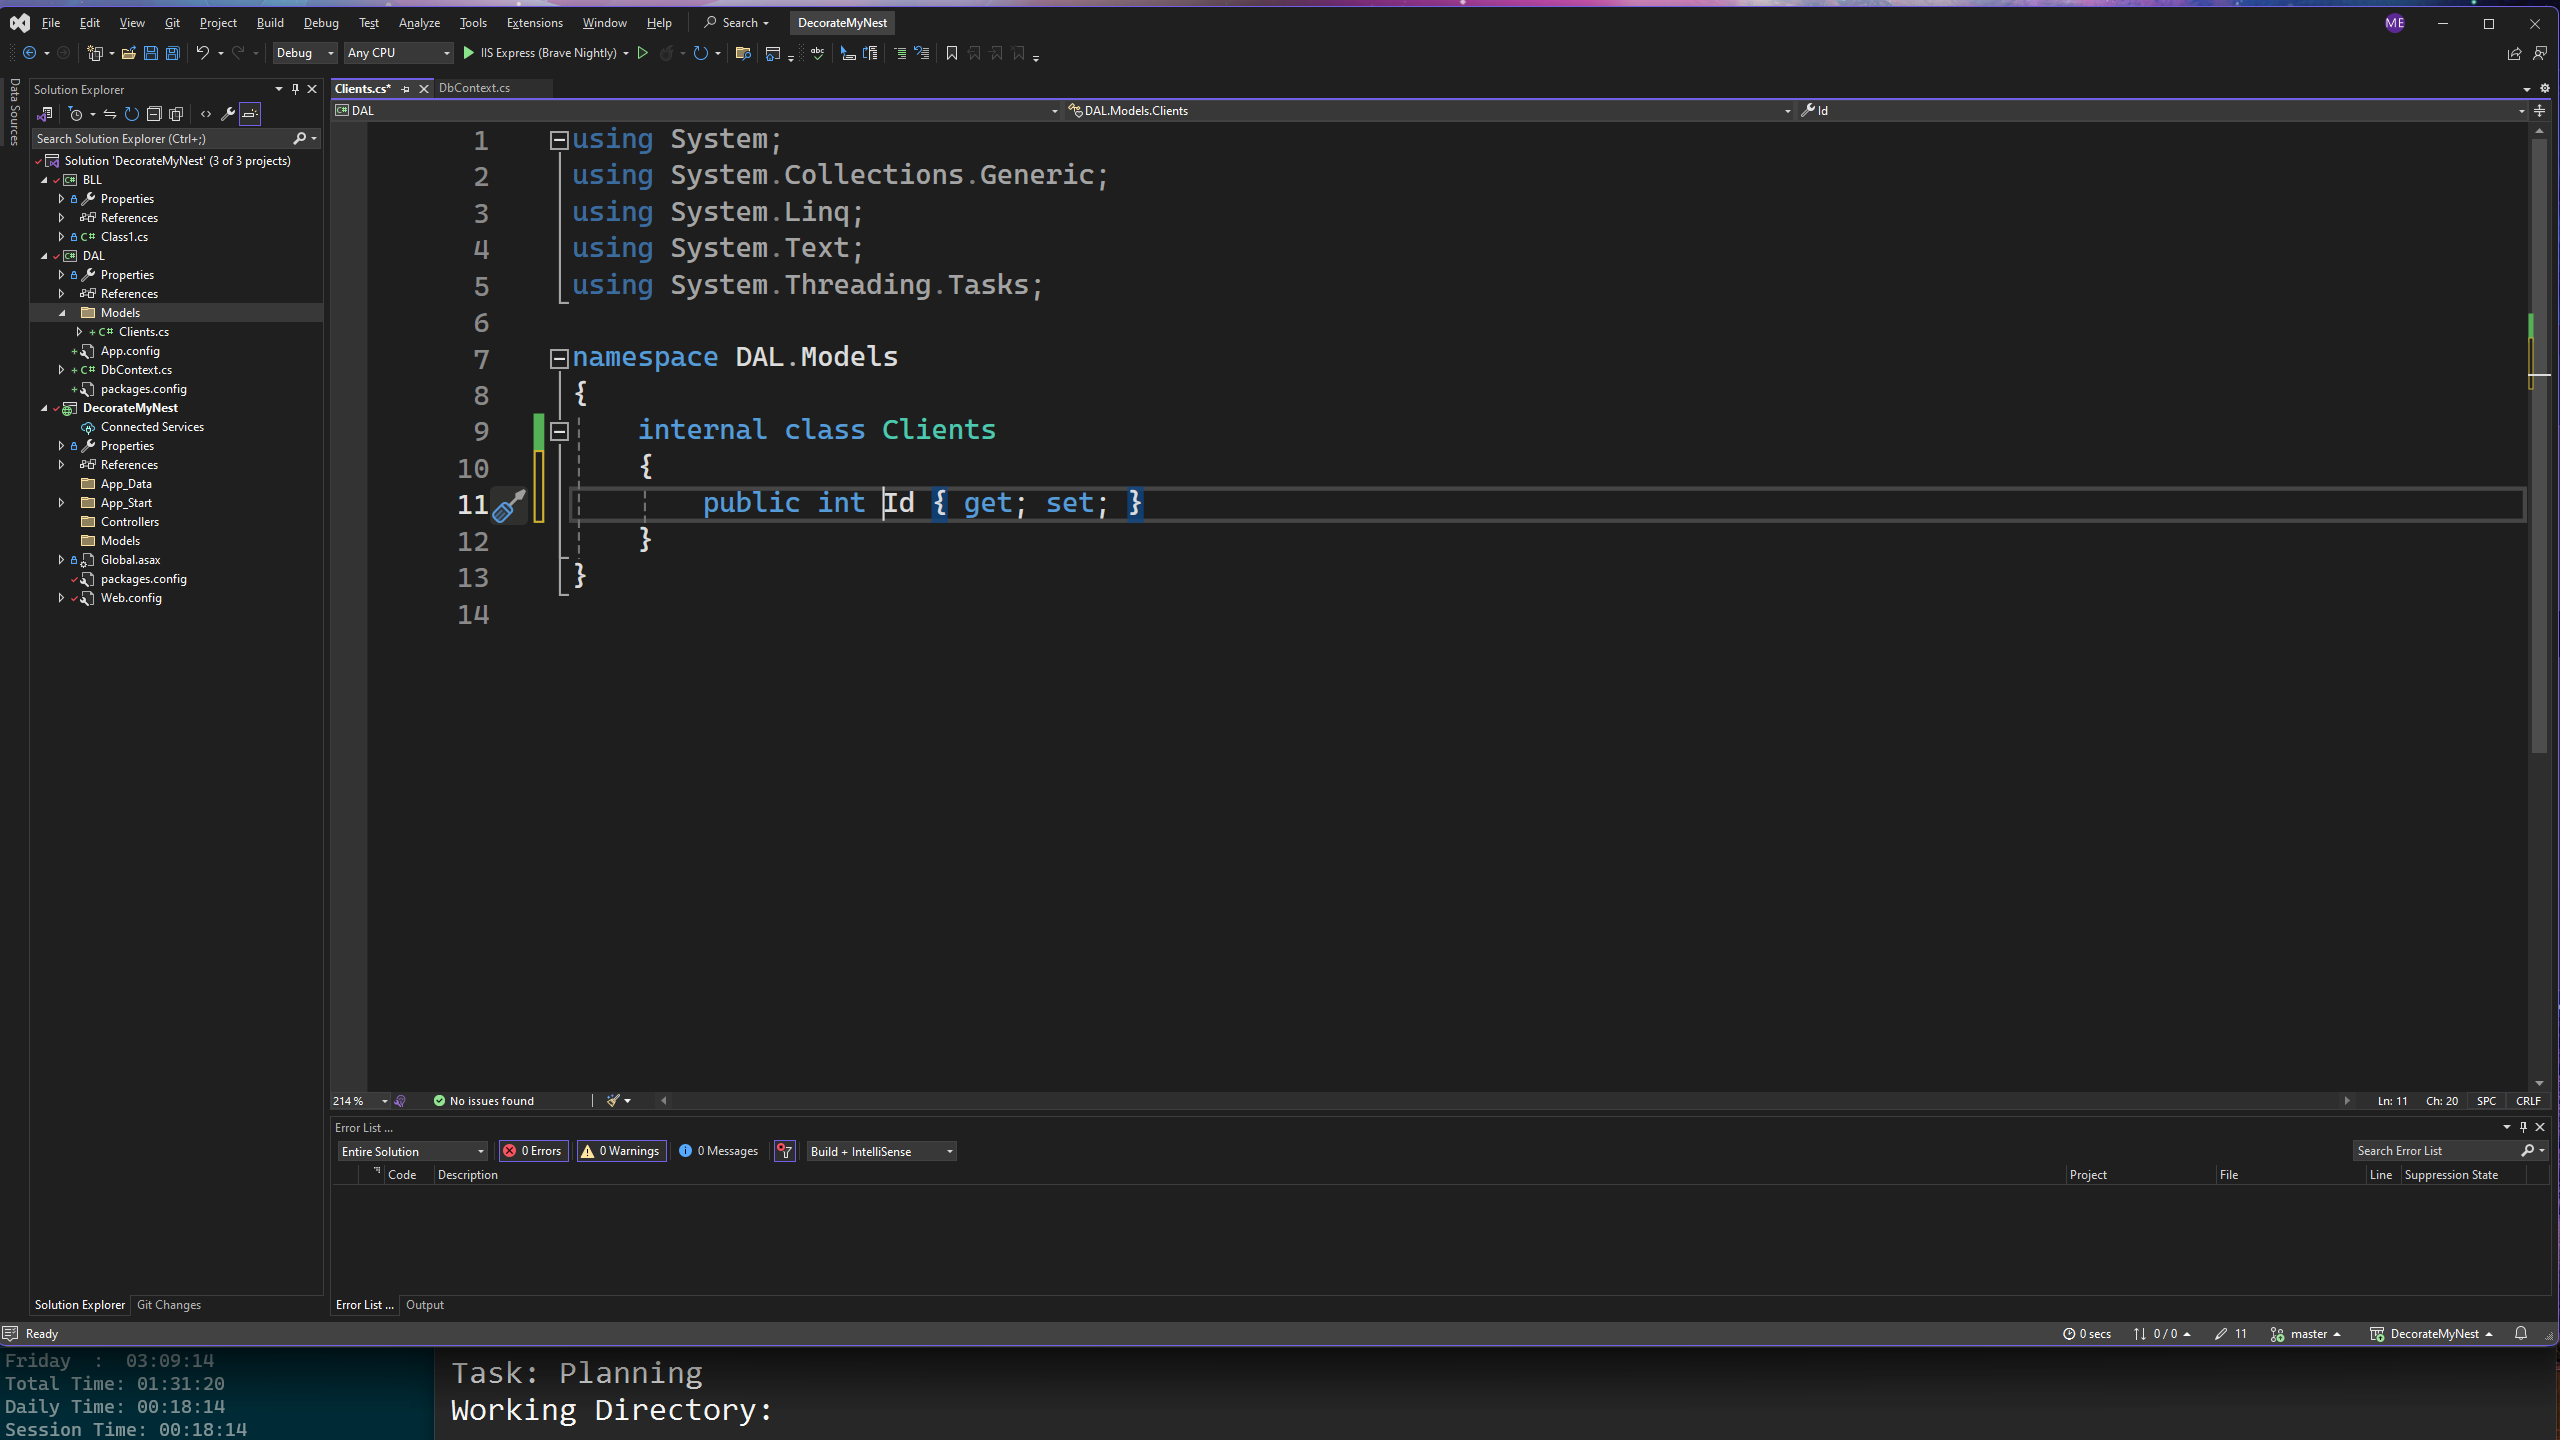 File Edit View Git Project Build Debug Test Analyze Tools Extensions Window Help Search DecorateMyNest ME
Debug Any CPU IIS Express (Brave Nightly)
Data Sources
Solution Explorer
Search Solution Explorer (Ctrl+;)
Solution 'DecorateMyNest' (3 of 3 projects)
BLL
Properties
References
C# Class1.cs
DAL
Properties
References
Models
C# Clients.cs
App.config
C# DbContext.cs
packages.config
DecorateMyNest
Connected Services
Properties
References
App_Data
App_Start
Controllers
Models
Global.asax
packages.config
Web.config
Solution Explorer Git Changes
Clients.cs* DbContext.cs
DAL DAL.Models.Clients Id
1 using System;
2 using System.Collections.Generic;
3 using System.Linq;
4 using System.Text;
5 using System.Threading.Tasks;
6
7 namespace DAL.Models
8 {
9 internal class Clients
10 {
11 public int Id { get; set; }
12 }
13 }
14
214 % No issues found Ln: 11 Ch: 20 SPC CRLF
Error List ...
Entire Solution 0 Errors 0 Warnings 0 Messages Build + IntelliSense Search Error List
Code Description Project File Line Suppression State
Error List ... Output
Ready 0 secs 0 / 0 11 master DecorateMyNest
Friday : 03:09:14
Total Time: 01:31:20
Daily Time: 00:18:14
Session Time: 00:18:14
Task: Planning
Working Directory: